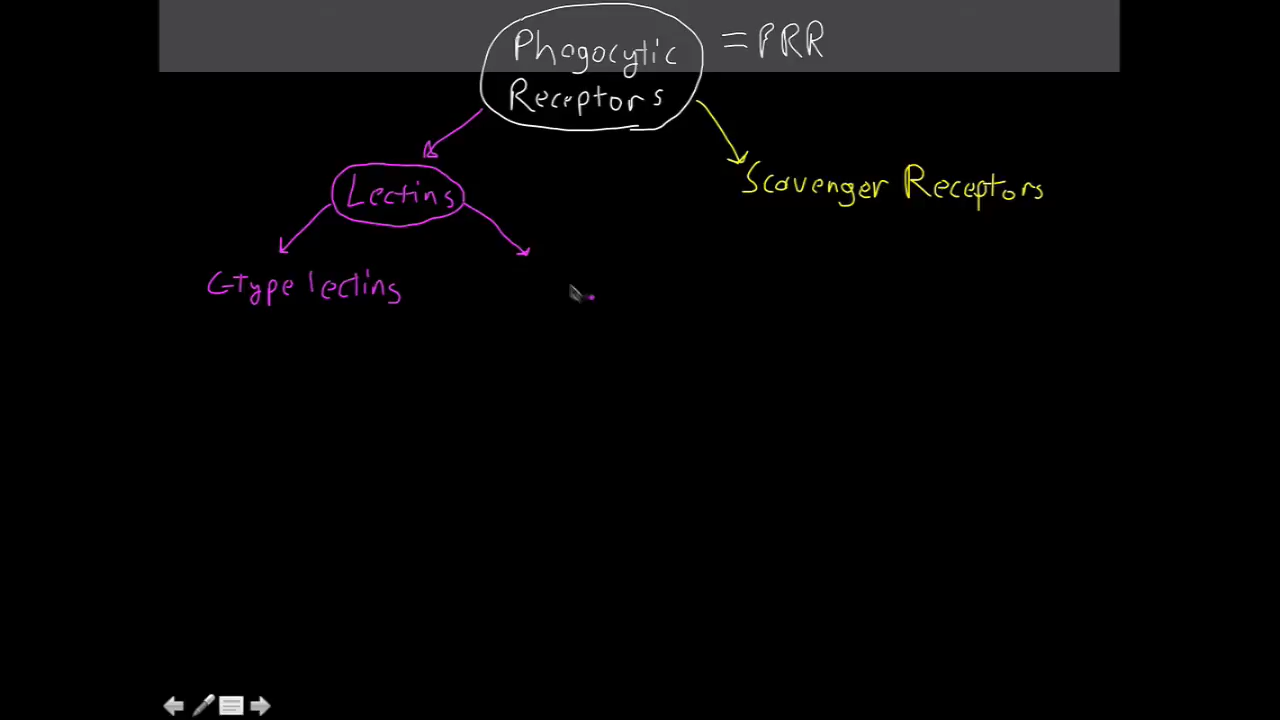 Phagocytic = PRR
Receptors
Lectins
Scavenger Receptors
C-type lectins